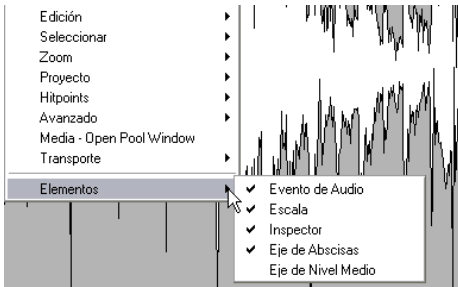 Edición
Seleccionar
Zoom
Proyecto
Hitpoints
Avanzado
Media - Open Pool Window
Transporte
Elementos
Evento de Audio
Escala
Inspector
Eje de Abscisas
Eje de Nivel Medio